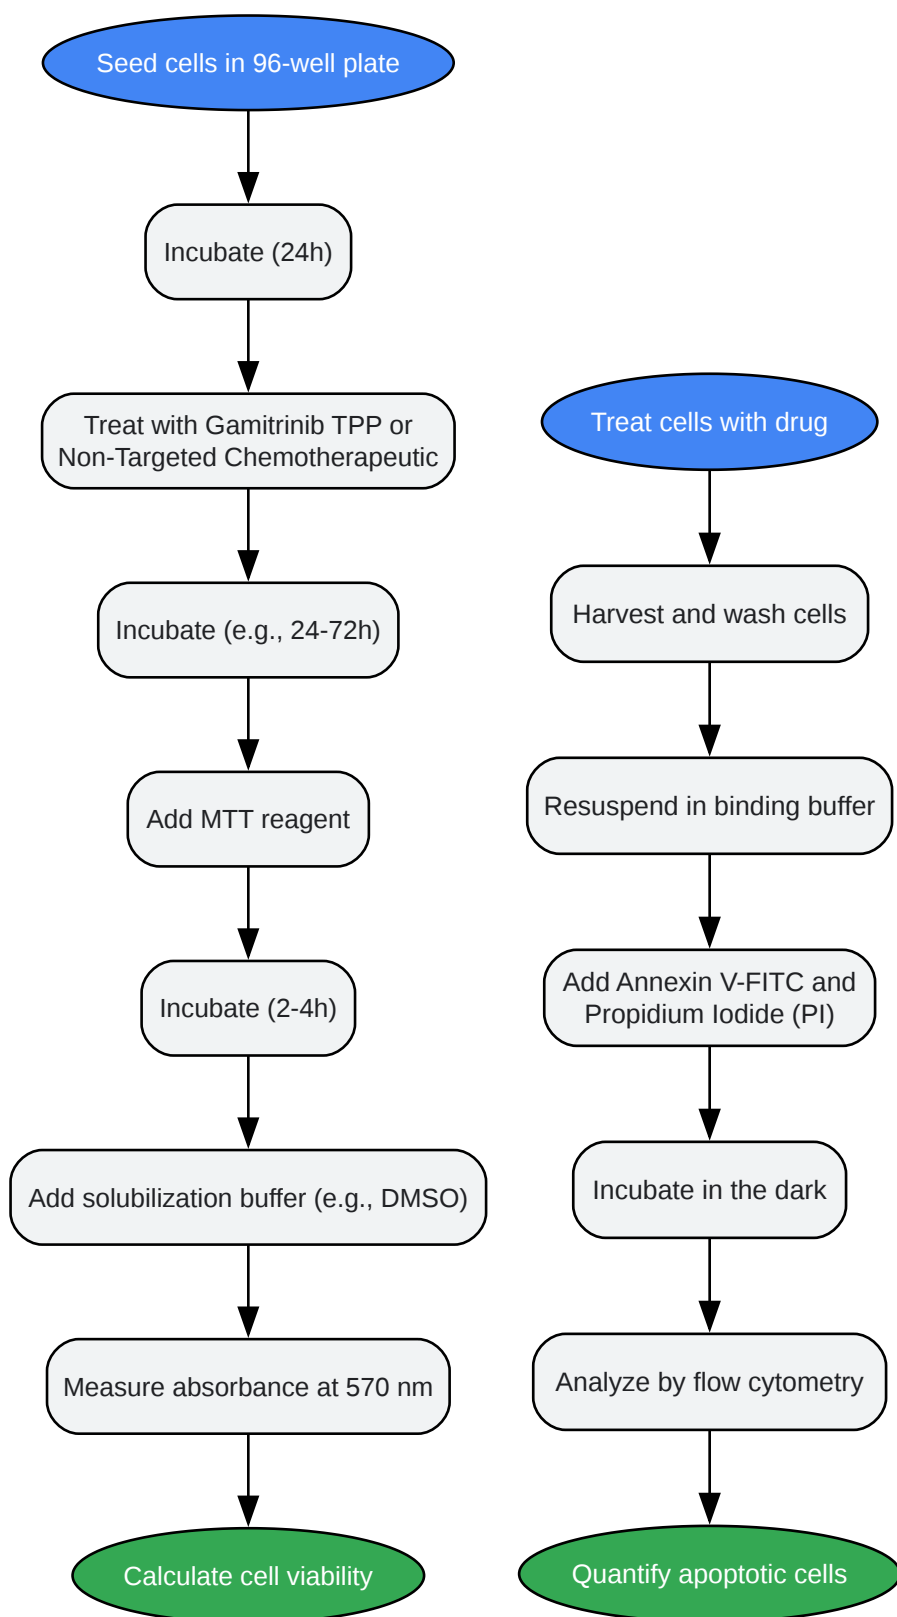 Seed cells in 96-well plate
Incubate (24h)
Treat with Gamitrinib TPP or
Non-Targeted Chemotherapeutic
Incubate (e.g., 24-72h)
Add MTT reagent
Incubate (2-4h)
Add solubilization buffer (e.g., DMSO)
Measure absorbance at 570 nm
Calculate cell viability
Treat cells with drug
Harvest and wash cells
Resuspend in binding buffer
Add Annexin V-FITC and
Propidium Iodide (PI)
Incubate in the dark
Analyze by flow cytometry
Quantify apoptotic cells